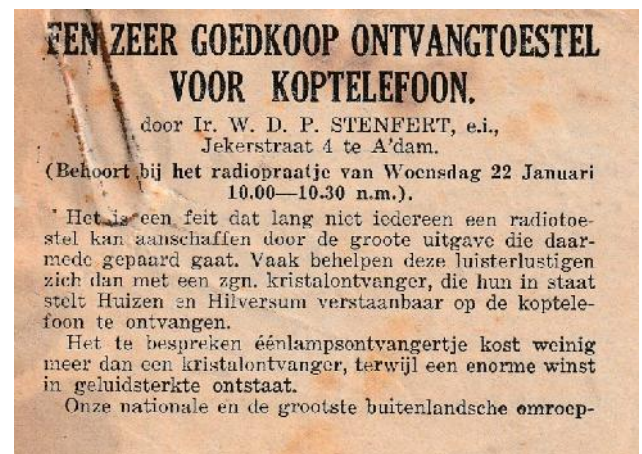 EEN ZEER GOEDKOOP ONTVANGTOESTEL
VOOR KOPTELEFOON.
door Ir. W. D. P. STENFERT, e.i.,
Jekerstraat 4 te A'dam.
(Behoort bij het radiopraatje van Woensdag 22 Januari
10.00—10.30 n.m.).
Het is een feit dat lang niet iedereen een radiotoe-
stel kan aanschaffen door de groote uitgave die daar-
mede gepaard gaat. Vaak behelpen deze luisterlustigen
zich dan met een zgn. kristalontvanger, die hun in staat
stelt Huizen en Hilversum verstaanbaar op de koptele-
foon te ontvangen.
Het te bespreken éénlampsontvangertje kost weinig
meer dan een kristalontvanger, terwijl een enorme winst
in geluidsterkte ontstaat.
Onze nationale en de grootste buitenlandsche omroep-